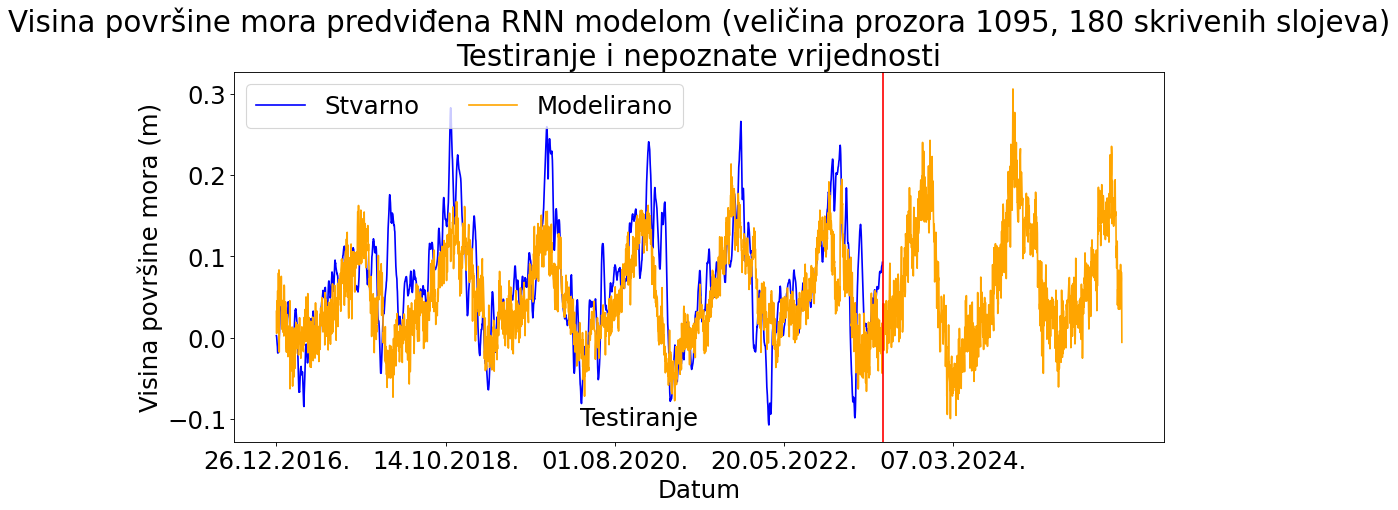 Visina površine mora predviđena RNN modelom (veličina prozora 1095, 180 skrivenih slojeva)
Testiranje i nepoznate vrijednosti
Stvarno
Modelirano
Visina površine mora (m)
0.3
0.2
0.1
0.0
−0.1
Testiranje
26.12.2016.
14.10.2018.
01.08.2020.
20.05.2022.
07.03.2024.
Datum